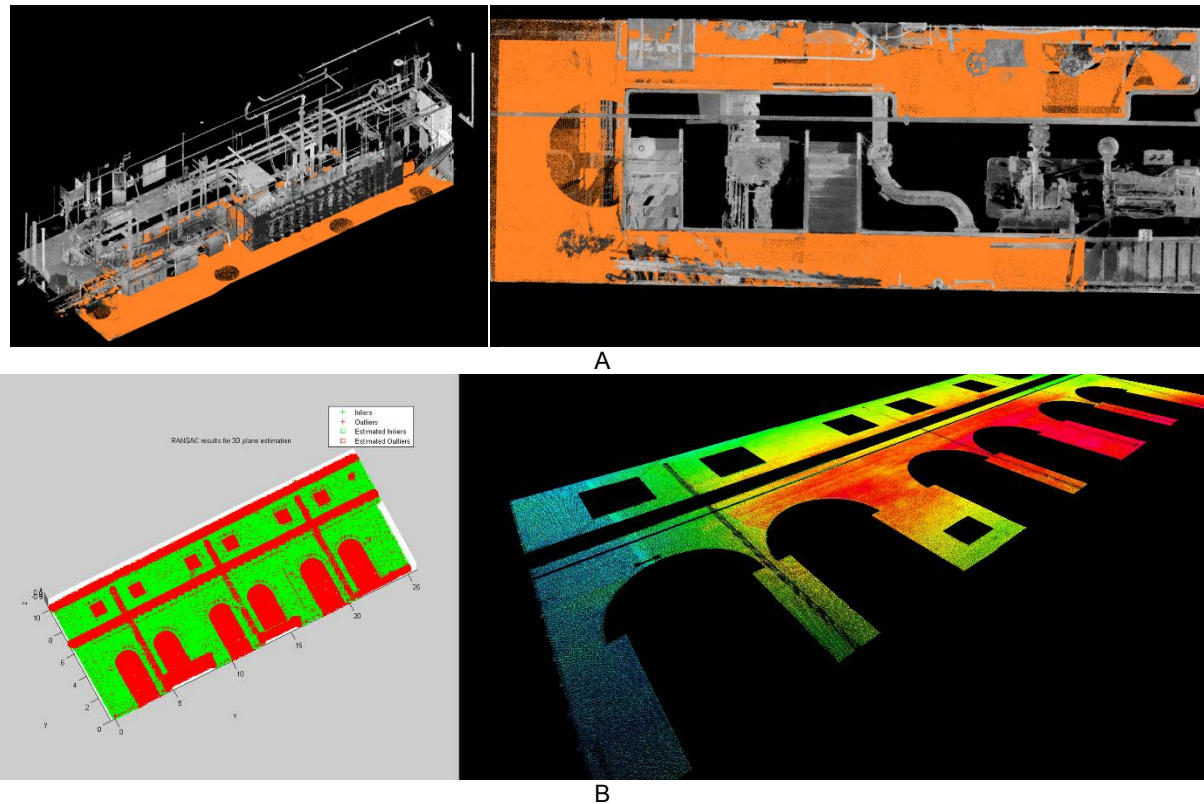 A
Inliers
Outliers
Estimated Inliers
Estimated Outliers
RANSAC results for 3D plane estimation
z
10
8
6
4
2
0
y
0
5
10
15
20
25
x
B